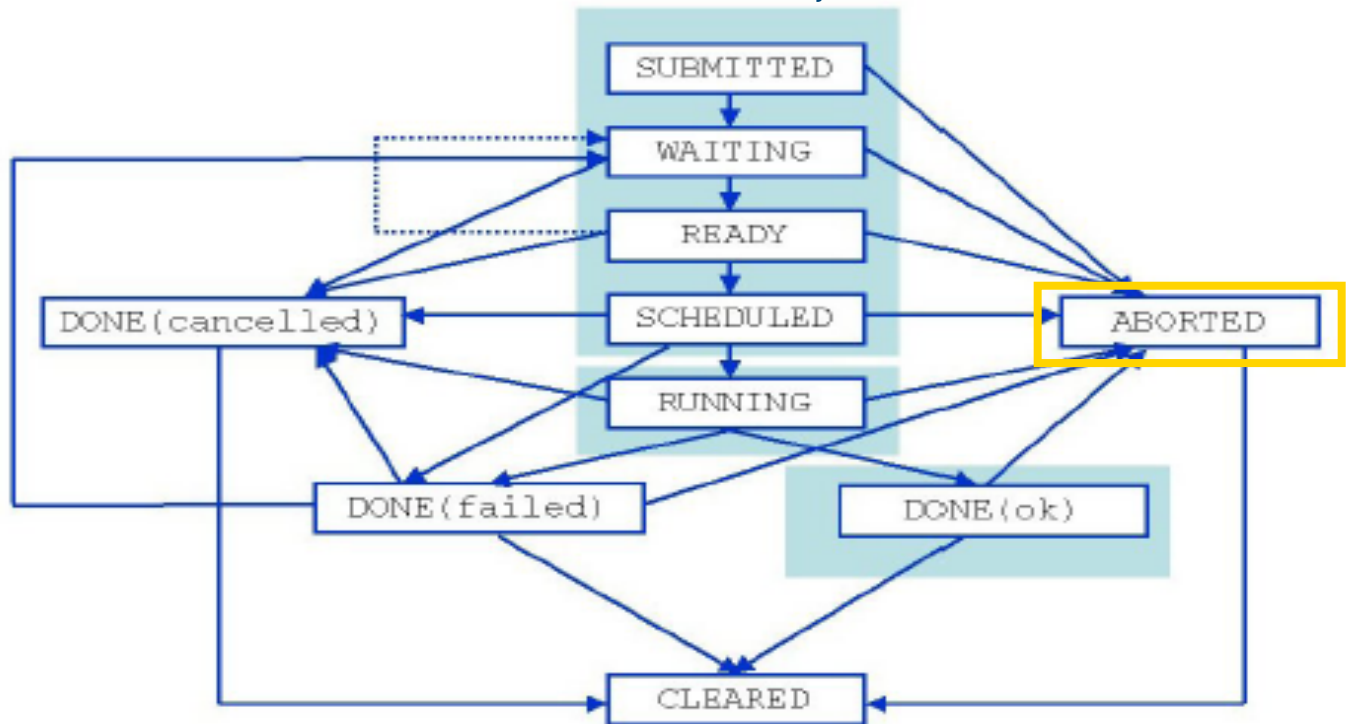 SUBMITTED
WAITING
READY
DONE(cancelled)
SCHEDULED
ABORTED
RUNNING
DONE(failed)
DONE(ok)
CLEARED